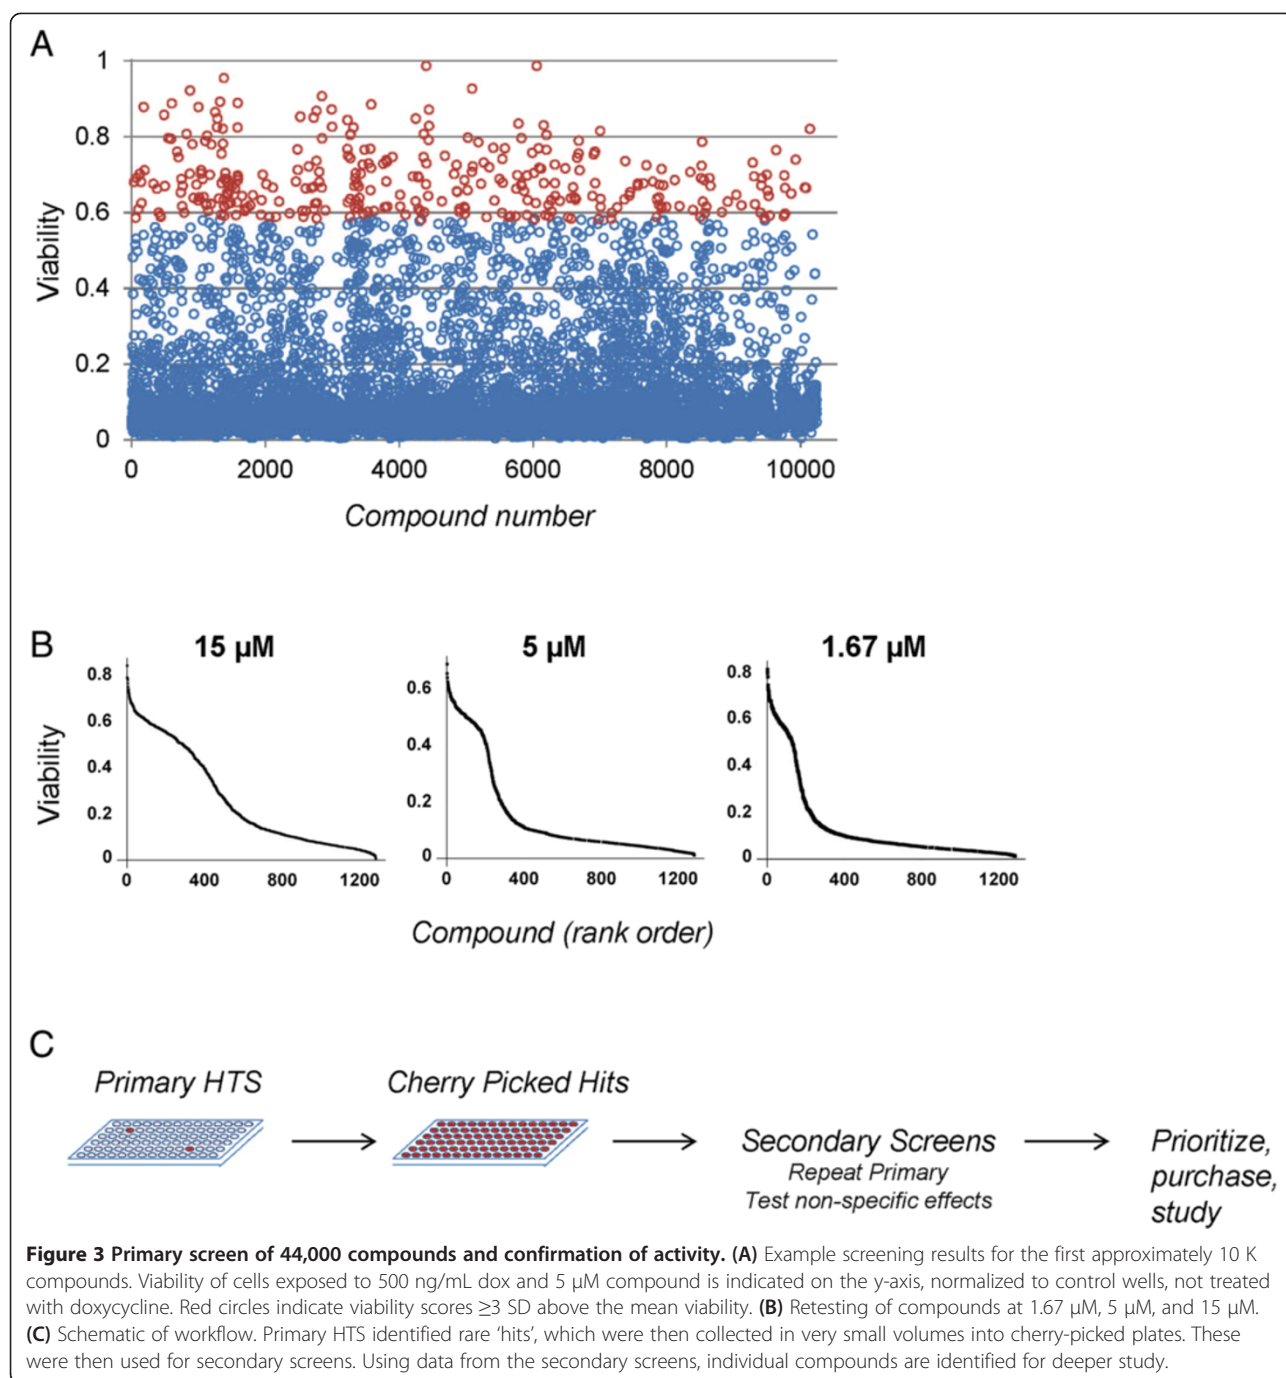 A
1
0.8
0.6
0.4
0.2
0
Viability
0 2000 4000 6000 8000 10000
Compound number
B
15 µM 5 µM 1.67 µM
Viability
0.8
0.6
0.4
0.2
0
0 400 800 1200
0.6
0.4
0.2
0
0 400 800 1200
0.8
0.6
0.4
0.2
0
0 400 800 1200
Compound (rank order)
C
Primary HTS
Cherry Picked Hits
Secondary Screens
Repeat Primary
Test non-specific effects
Prioritize,
purchase,
study
Figure 3 Primary screen of 44,000 compounds and confirmation of activity. (A) Example screening results for the first approximately 10 K
compounds. Viability of cells exposed to 500 ng/mL dox and 5 µM compound is indicated on the y-axis, normalized to control wells, not treated
with doxycycline. Red circles indicate viability scores ≥3 SD above the mean viability. (B) Retesting of compounds at 1.67 µM, 5 µM, and 15 µM.
(C) Schematic of workflow. Primary HTS identified rare ‘hits’, which were then collected in very small volumes into cherry-picked plates. These
were then used for secondary screens. Using data from the secondary screens, individual compounds are identified for deeper study.